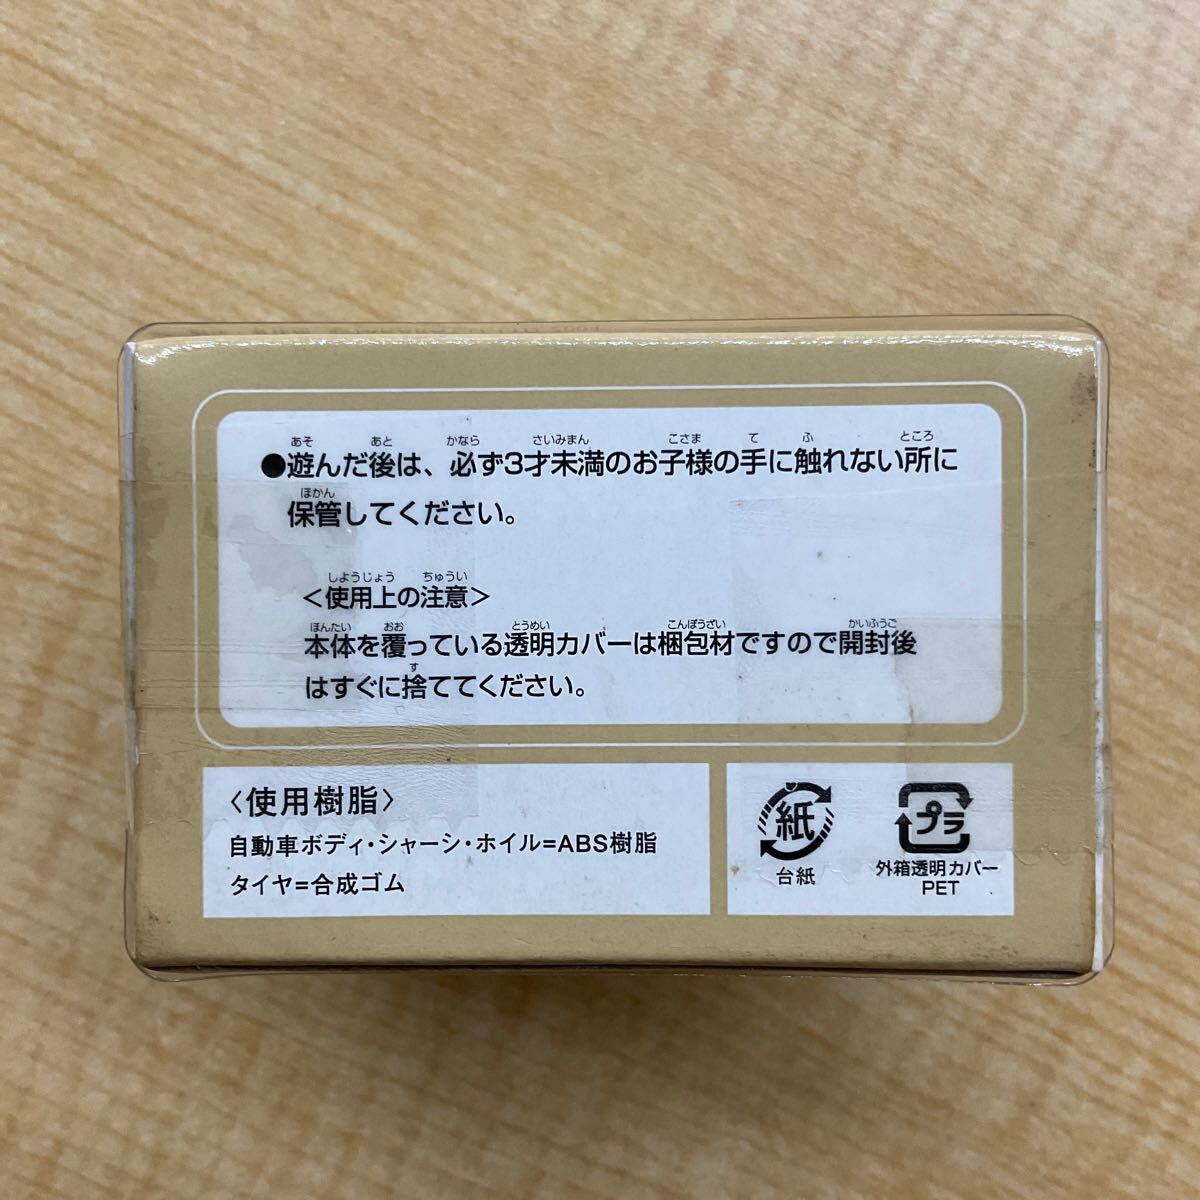 ●遊んだ後は、必ず3才未満のお子様の手に触れない所に
保管してください。
<使用上の注意>
本体を覆っている透明カバーは梱包材ですので開封後
はすぐに捨ててください。
〈使用樹脂〉
自動車ボディ・シャーシ・ホイル=ABS樹脂
タイヤ=合成ゴム
紙
台紙
プラ
外箱透明カバー
PET